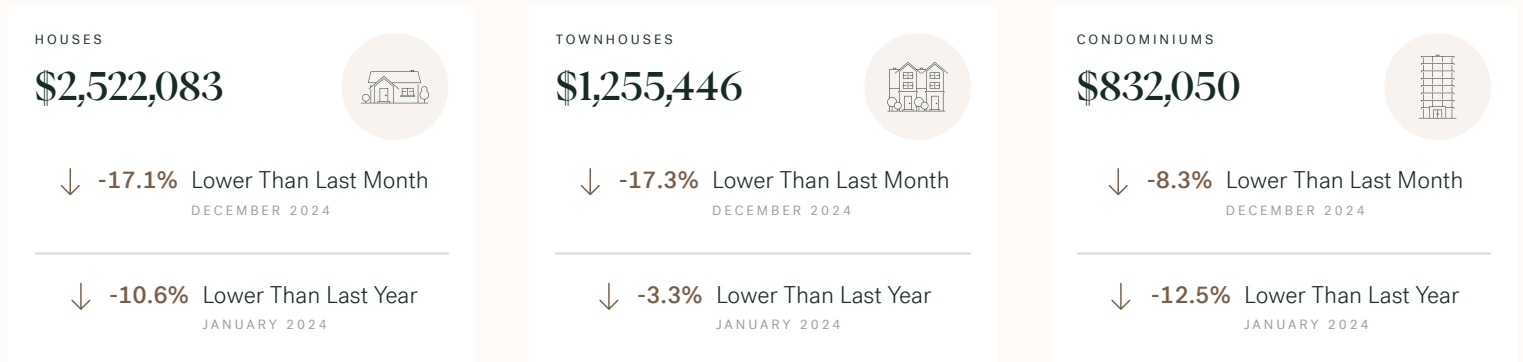 HOUSES
$2,522,083
-17.1% Lower Than Last Month
DECEMBER 2024
-10.6% Lower Than Last Year
JANUARY 2024
TOWNHOUSES
$1,255,446
-17.3% Lower Than Last Month
DECEMBER 2024
-3.3% Lower Than Last Year
JANUARY 2024
CONDOMINIUMS
$832,050
-8.3% Lower Than Last Month
DECEMBER 2024
-12.5% Lower Than Last Year
JANUARY 2024